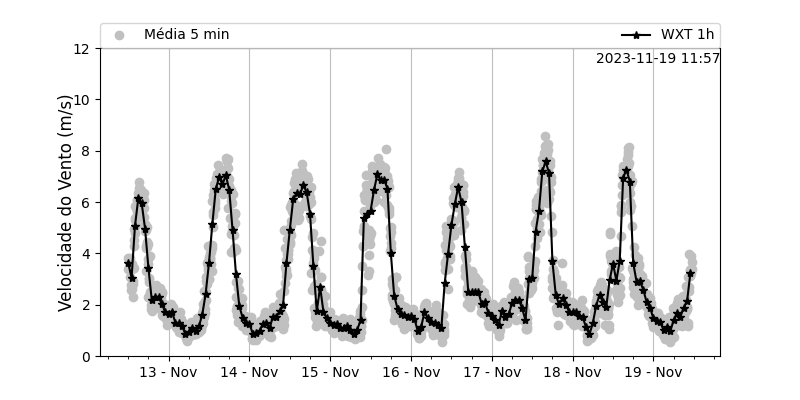 Média 5 min
WXT 1h
2023-11-19 11:57
Velocidade do Vento (m/s)
12
10
8
6
4
2
0
13 - Nov
14 - Nov
15 - Nov
16 - Nov
17 - Nov
18 - Nov
19 - Nov